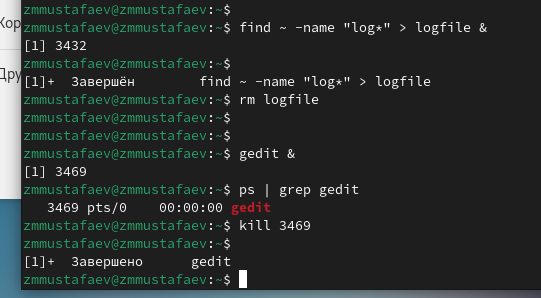 Кор
Дру
zmmustafaev@zmmustafaev:~$
zmmustafaev@zmmustafaev:~$ find ~ -name "log*" > logfile &
[1] 3432
zmmustafaev@zmmustafaev:~$
[1]+  Завершён        find ~ -name "log*" > logfile
zmmustafaev@zmmustafaev:~$ rm logfile
zmmustafaev@zmmustafaev:~$
zmmustafaev@zmmustafaev:~$
zmmustafaev@zmmustafaev:~$ gedit &
[1] 3469
zmmustafaev@zmmustafaev:~$ ps | grep gedit
   3469 pts/0    00:00:00 gedit
zmmustafaev@zmmustafaev:~$ kill 3469
zmmustafaev@zmmustafaev:~$
[1]+  Завершено      gedit
zmmustafaev@zmmustafaev:~$